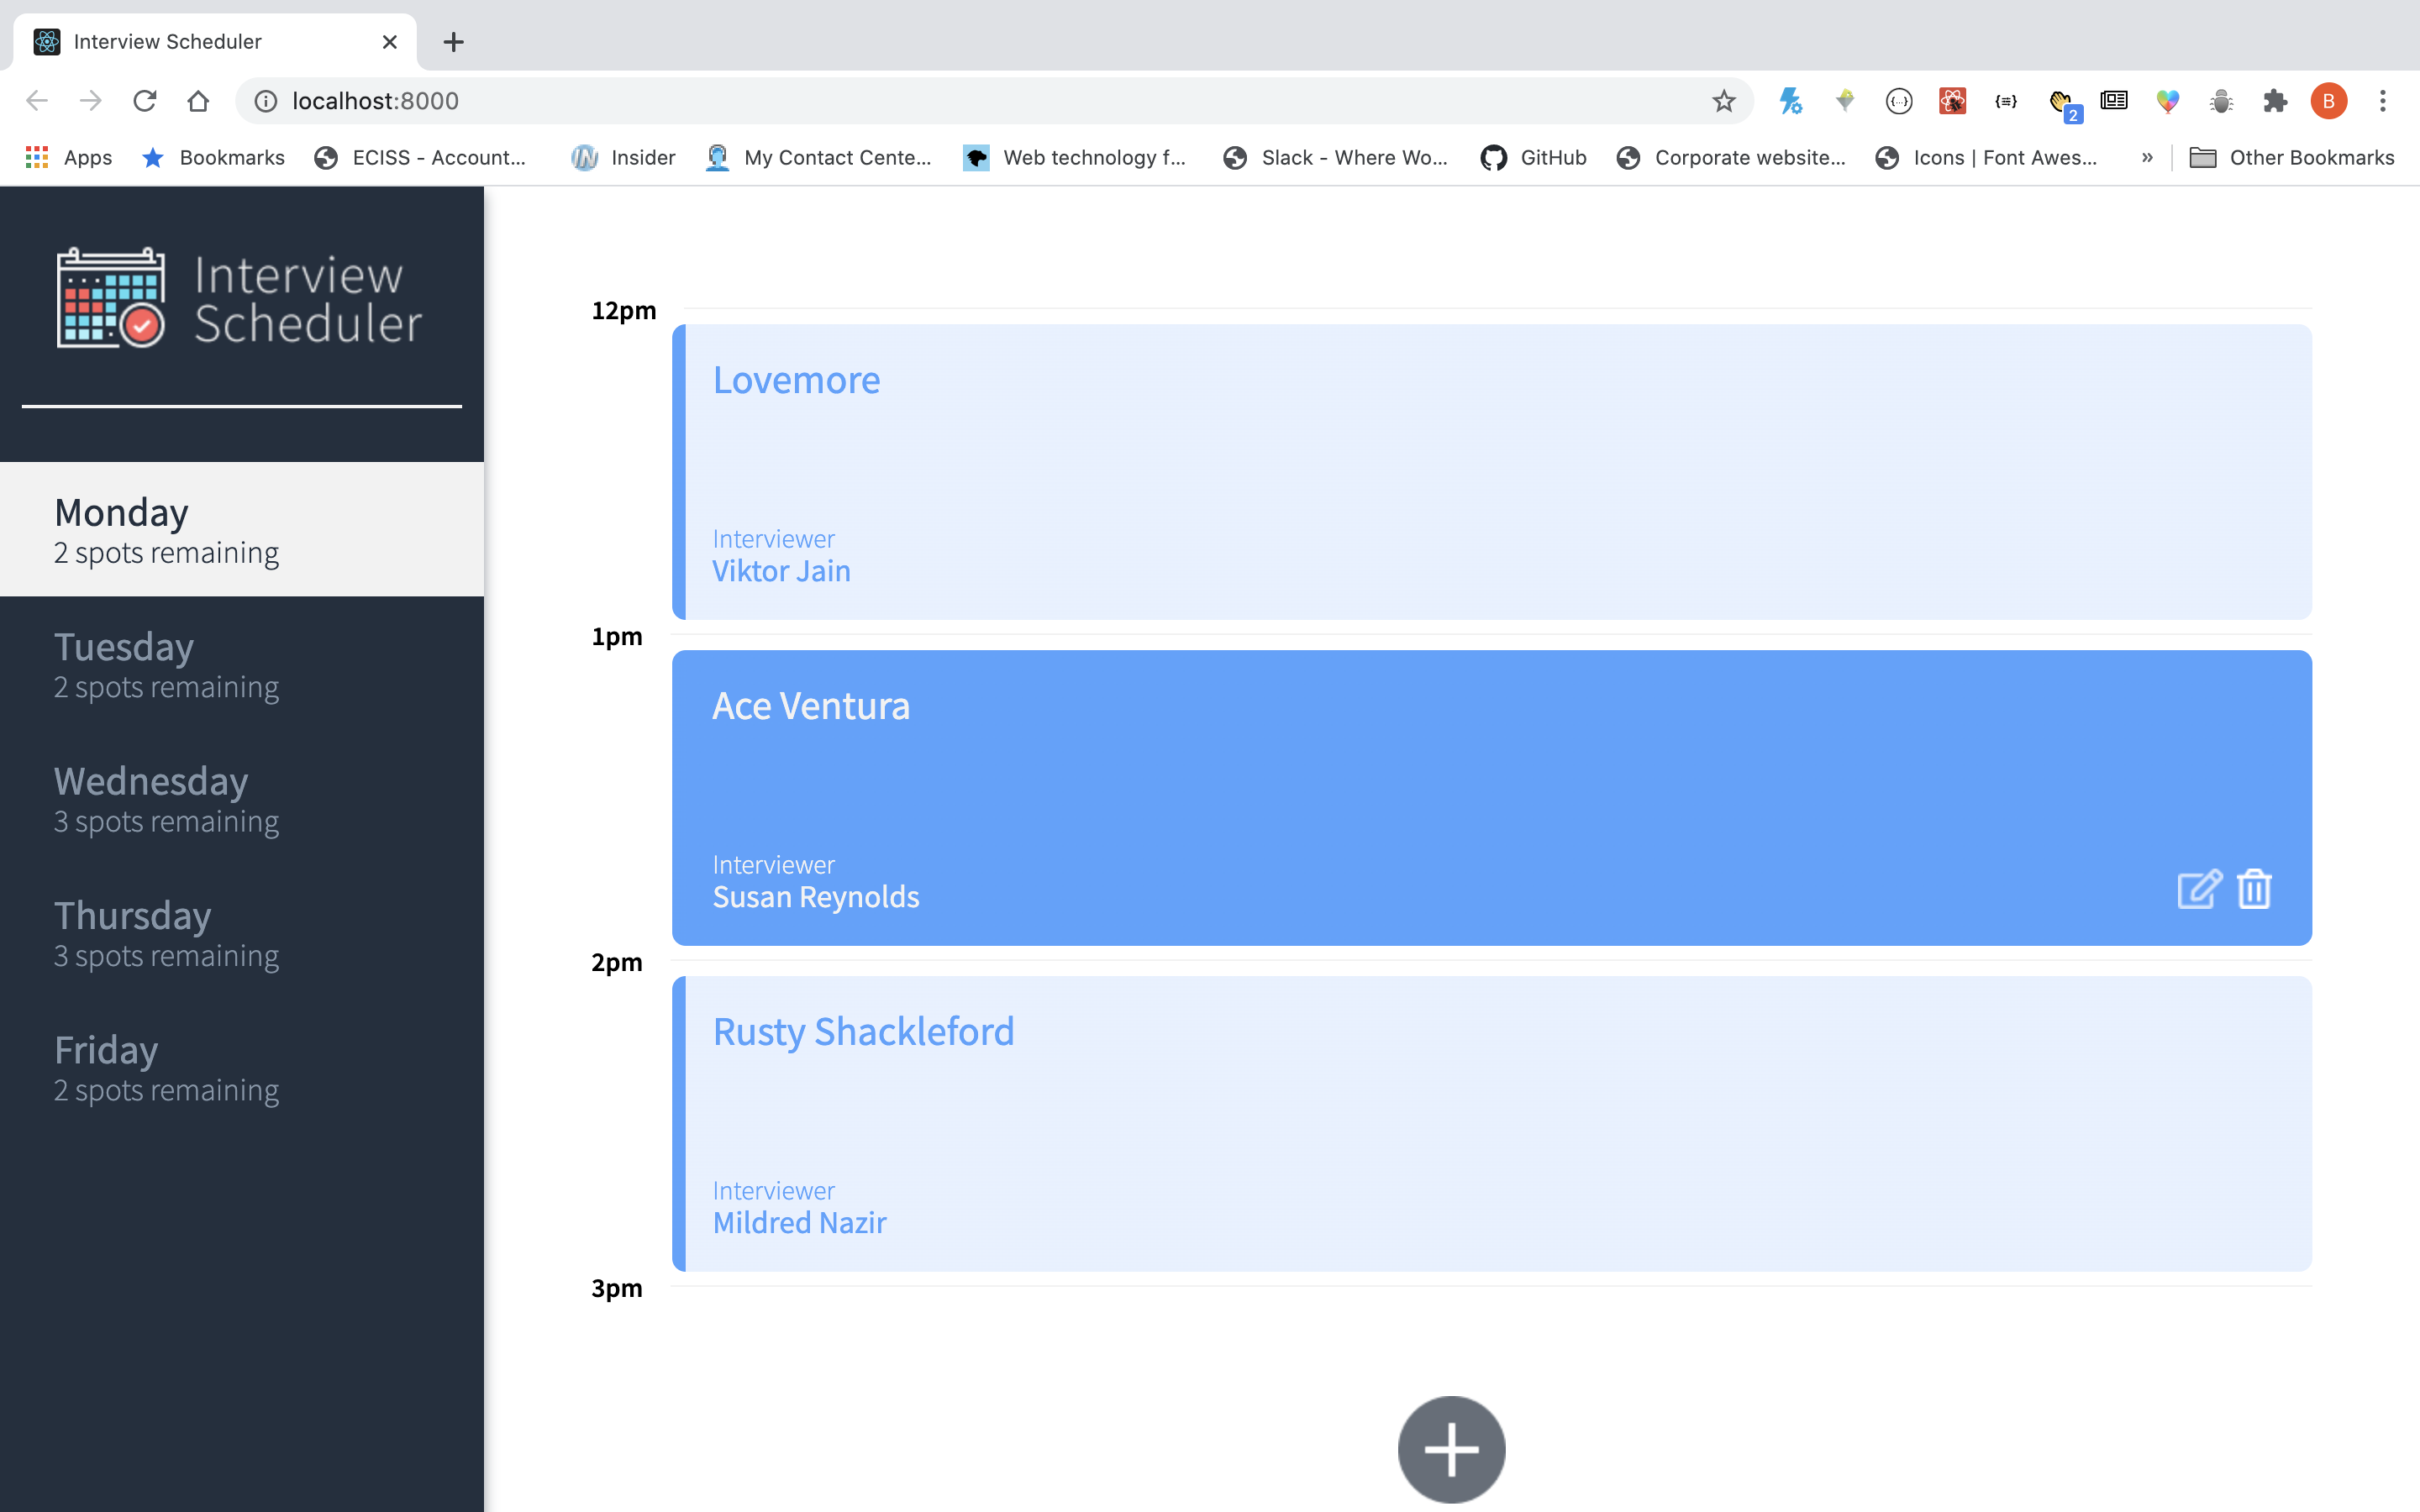 Interview Scheduler
localhost:8000
2
B
Apps
Bookmarks
ECISS - Account...
Insider
My Contact Cente...
Web technology f...
Slack - Where Wo...
GitHub
Corporate website...
Icons | Font Awes...
»
Other Bookmarks
Interview
Scheduler
Monday
2 spots remaining
Tuesday
2 spots remaining
Wednesday
3 spots remaining
Thursday
3 spots remaining
Friday
2 spots remaining
12pm
Lovemore
Interviewer
Viktor Jain
1pm
Ace Ventura
Interviewer
Susan Reynolds
2pm
Rusty Shackleford
Interviewer
Mildred Nazir
3pm